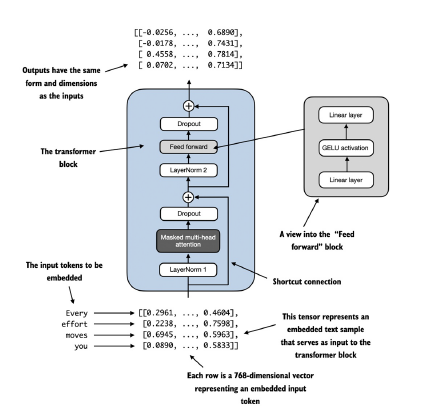 [[-0.0256, ..., 0.6890],
[-0.0178, ..., 0.7431],
[ 0.4558, ..., 0.7814],
[ 0.0702, ..., 0.7134]]
Outputs have the same
form and dimensions
as the inputs
The transformer
block
Dropout
Feed forward
LayerNorm 2
Dropout
Masked multi-head
attention
LayerNorm 1
Linear layer
GELU activation
Linear layer
A view into the "Feed
forward" block
Shortcut connection
The input tokens to be
embedded
Every [[0.2961, ..., 0.4604],
effort [0.2238, ..., 0.7598],
moves [0.6945, ..., 0.5963],
you [0.0890, ..., 0.5833]]
This tensor represents an
embedded text sample
that serves as input to the
transformer block
Each row is a 768-dimensional vector
representing an embedded input
token